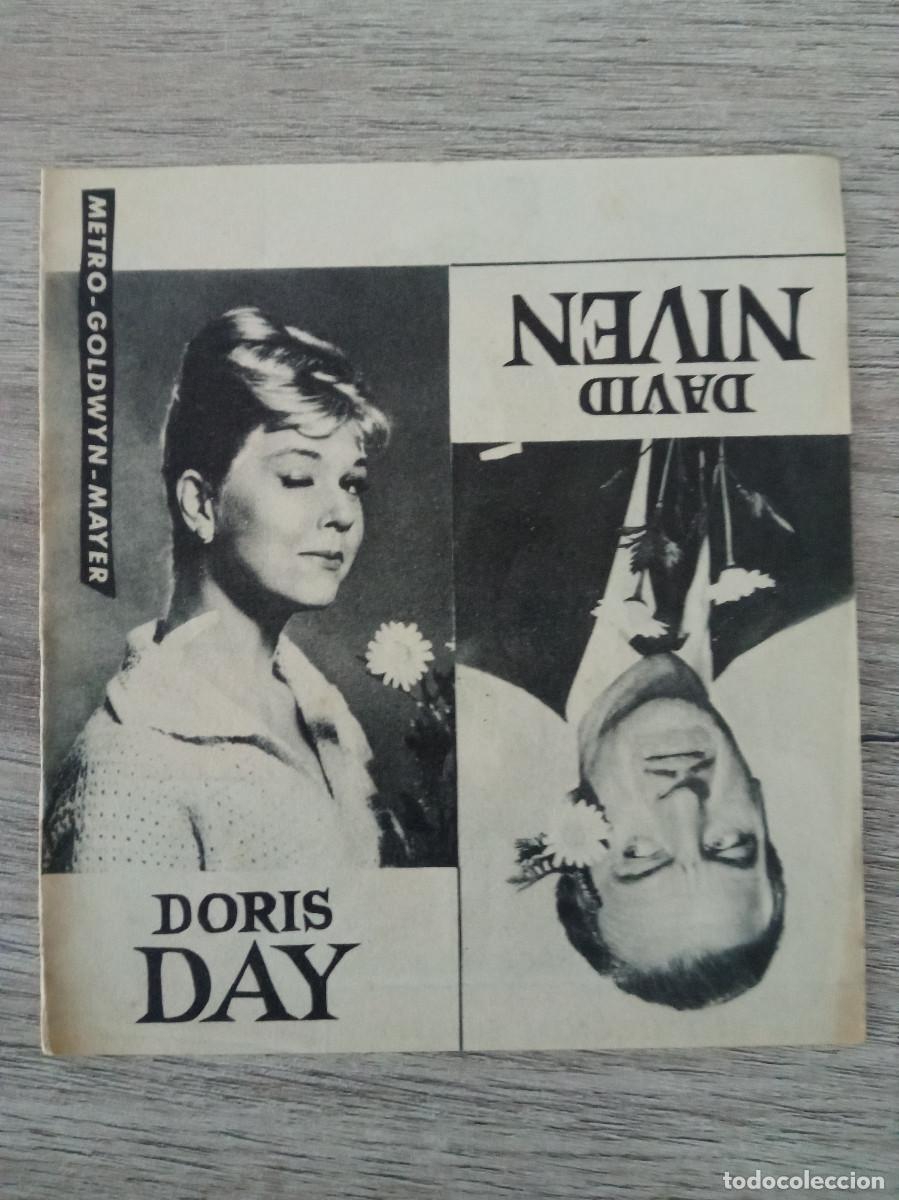 METRO-GOLDWYN-MAYER
DAVID
NIVEN
DORIS
DAY
todocoleccion